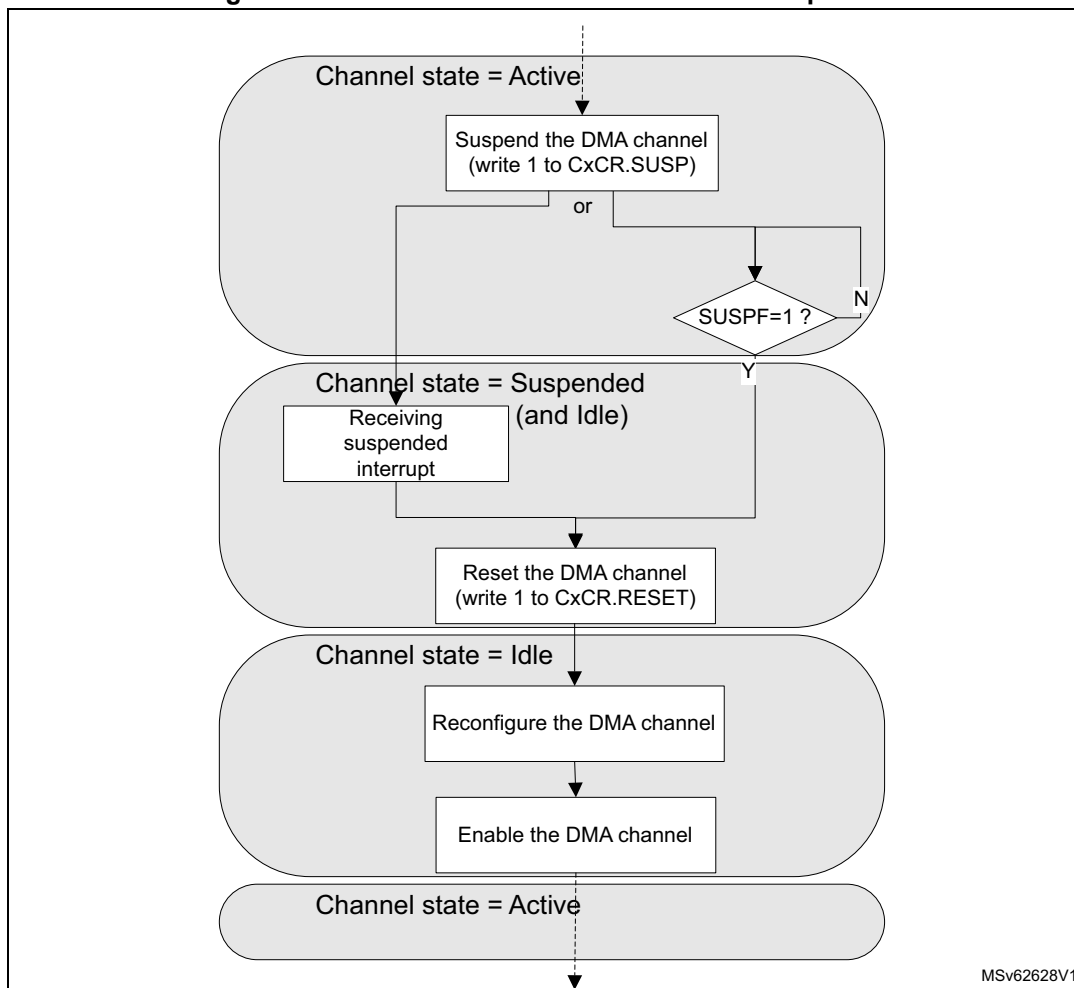 Channel state = Active
Suspend the DMA channel
(write 1 to CxCR.SUSP)
or
N
SUSPF=1 ?
Y
Channel state = Suspended
(and Idle)
Receiving
suspended
interrupt
Reset the DMA channel
(write 1 to CxCR.RESET)
Channel state = Idle
Reconfigure the DMA channel
Enable the DMA channel
Channel state = Active
MSv62628V1